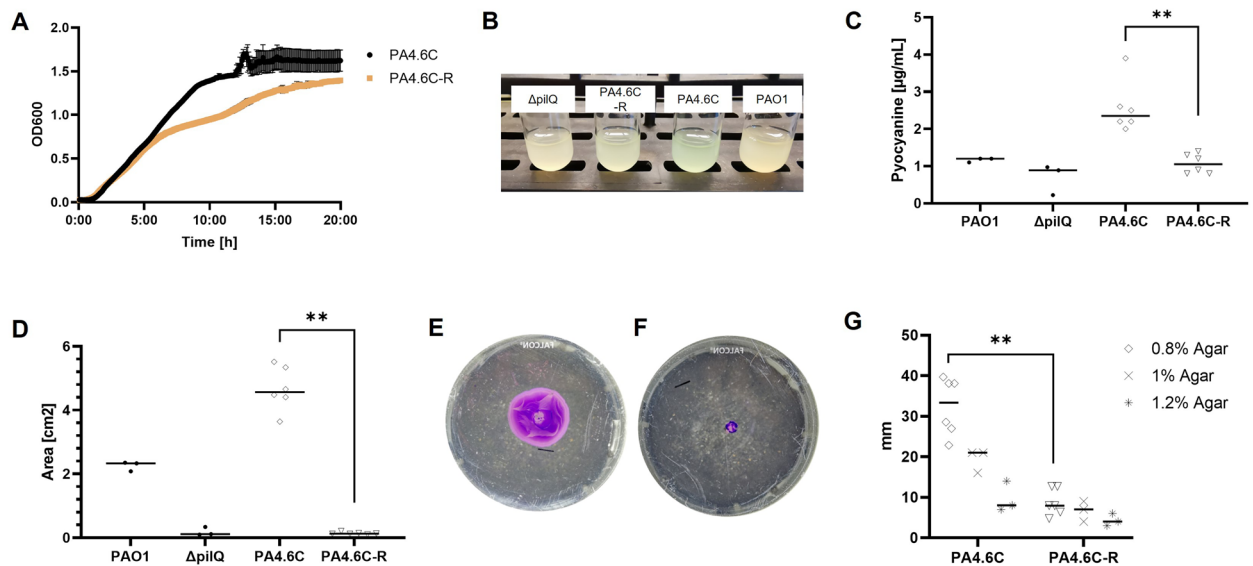 A
2.0
1.5
1.0
0.5
0.0
OD600
0:00 5:00 10:00 15:00 20:00
Time [h]
PA4.6C
PA4.6C-R
B
ΔpilQ
PA4.6C
-R
PA4.6C
PAO1
C
**
5
4
3
2
1
0
Pyocyanine [µg/mL]
PAO1 ΔpilQ PA4.6C PA4.6C-R
D
**
6
4
2
0
Area [cm2]
PAO1 ΔpilQ PA4.6C PA4.6C-R
E
FALCON
F
FALCON
G
**
50
40
30
20
10
0
mm
PA4.6C PA4.6C-R
0.8% Agar
1% Agar
1.2% Agar